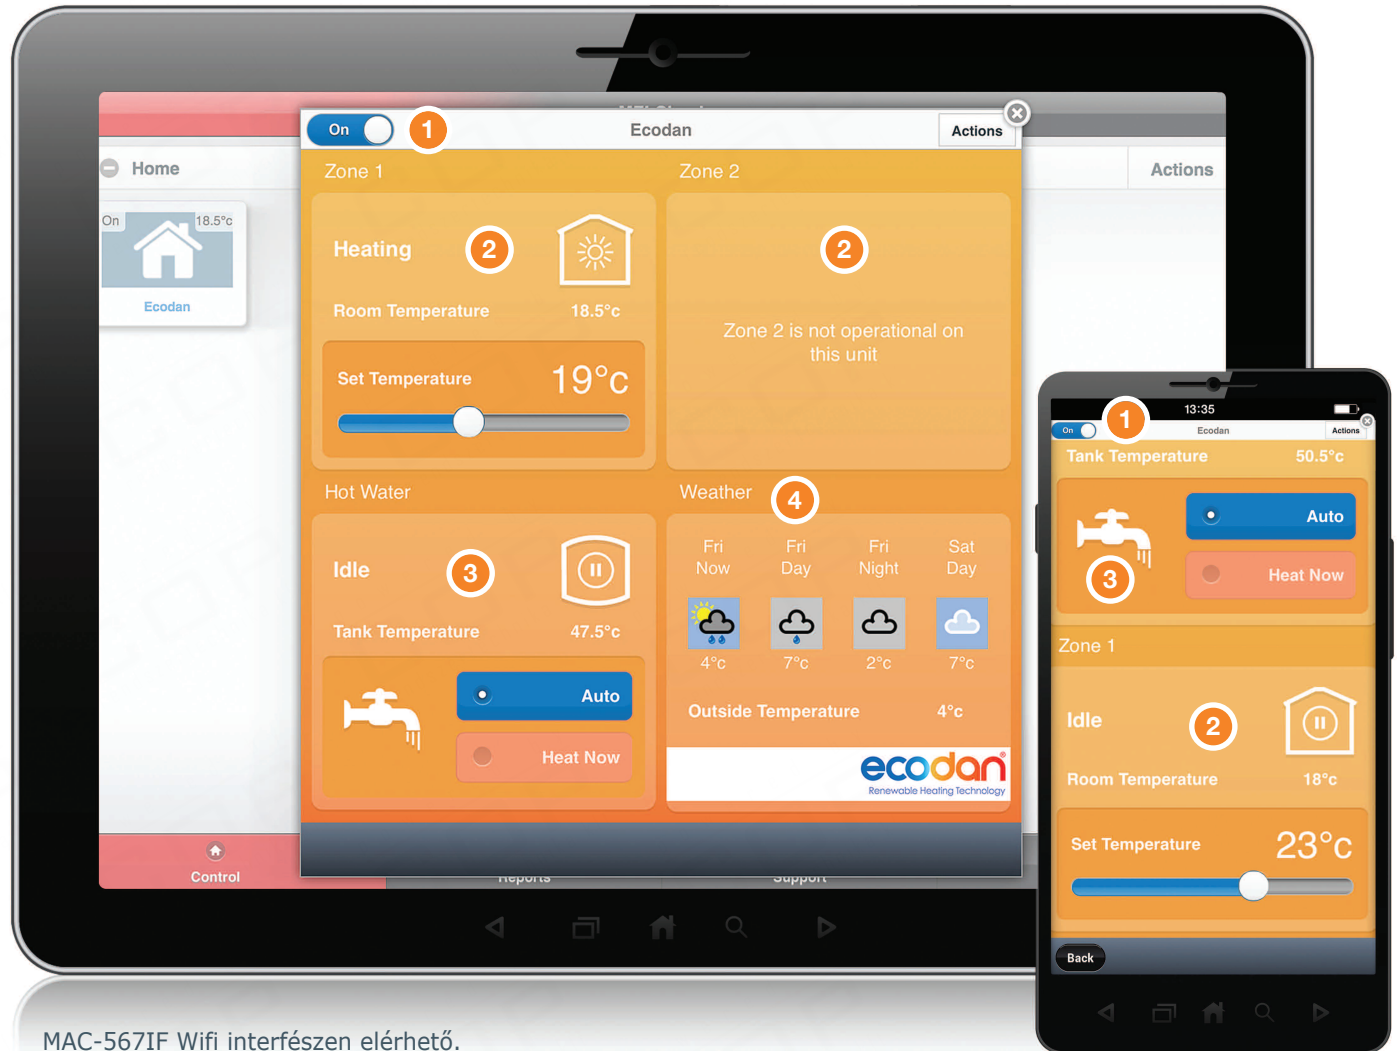 On
1
Ecodan
Actions
Home
Actions
On
18.5°c
Ecodan
Zone 1
Zone 2
Heating
2
Room Temperature
18.5°c
Set Temperature
19°c
2
Zone 2 is not operational on
this unit
Hot Water
Weather
4
Idle
3
Tank Temperature
47.5°c
Auto
Heat Now
Fri
Now
Fri
Day
Fri
Night
Sat
Day
4°c
7°c
2°c
7°c
Outside Temperature
4°c
ecodan®
Renewable Heating Technology
Control
Reports
Support
13:35
On
1
Ecodan
Actions
Tank Temperature
50.5°c
3
Auto
Heat Now
Zone 1
Idle
2
Room Temperature
18°c
Set Temperature
23°c
Back
MAC-567IF Wifi interfészen elérhető.